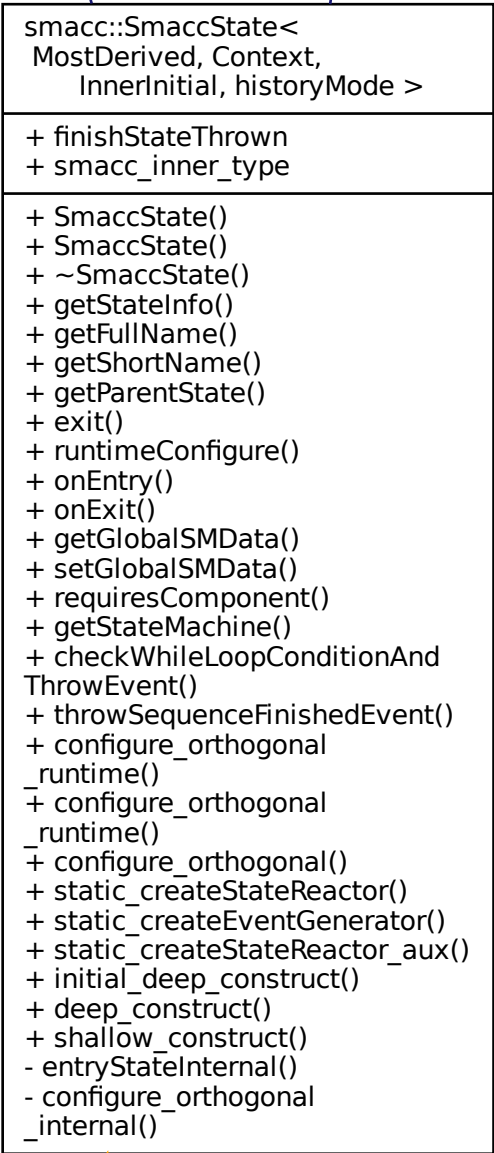 smacc::SmaccState<
MostDerived, Context,
InnerInitial, historyMode >
+ finishStateThrown
+ smacc_inner_type
+ SmaccState()
+ SmaccState()
+ ~SmaccState()
+ getStateInfo()
+ getFullName()
+ getShortName()
+ getParentState()
+ exit()
+ runtimeConfigure()
+ onEntry()
+ onExit()
+ getGlobalSMData()
+ setGlobalSMData()
+ requiresComponent()
+ getStateMachine()
+ checkWhileLoopConditionAnd
ThrowEvent()
+ throwSequenceFinishedEvent()
+ configure_orthogonal
_runtime()
+ configure_orthogonal
_runtime()
+ configure_orthogonal()
+ static_createStateReactor()
+ static_createEventGenerator()
+ static_createStateReactor_aux()
+ initial_deep_construct()
+ deep_construct()
+ shallow_construct()
- entryStateInternal()
- configure_orthogonal
_internal()